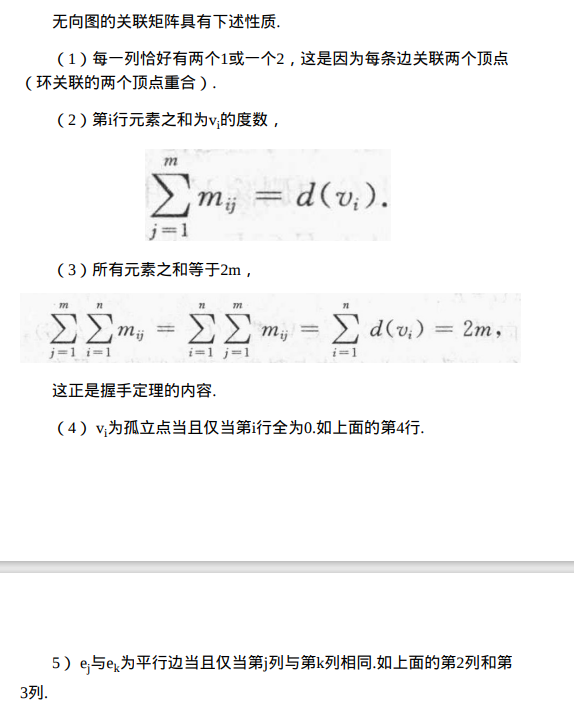 无向图的关联矩阵具有下述性质.
（1）每一列恰好有两个1或一个2，这是因为每条边关联两个顶点
（环关联的两个顶点重合）.
（2）第i行元素之和为vᵢ的度数，
$\sum_{j=1}^{m} m_{ij} = d(v_i).$
（3）所有元素之和等于2m，
$\sum_{j=1}^{m} \sum_{i=1}^{n} m_{ij} = \sum_{i=1}^{n} \sum_{j=1}^{m} m_{ij} = \sum_{i=1}^{n} d(v_i) = 2m,$
这正是握手定理的内容.
（4）vᵢ为孤立点当且仅当第i行全为0.如上面的第4行.
5）eⱼ与eₖ为平行边当且仅当第j列与第k列相同.如上面的第2列和第
3列.